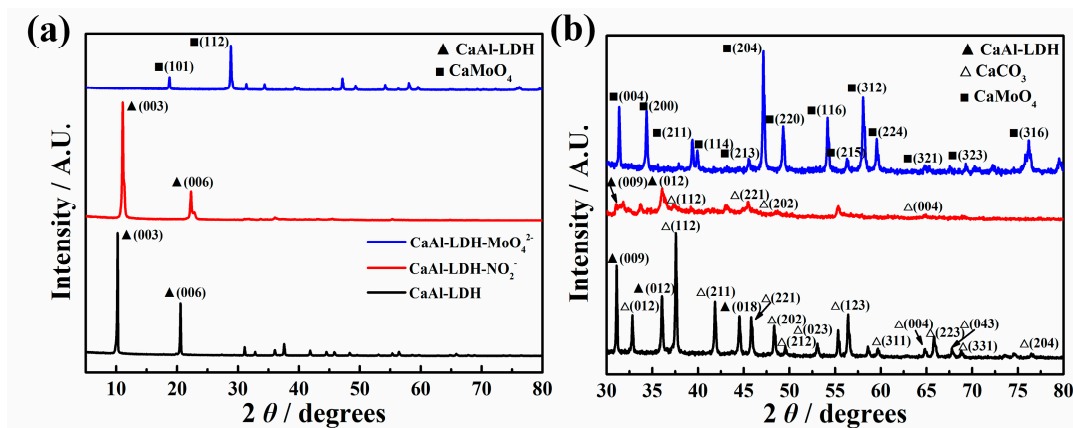 (a)
■(112)
■(101)
▲CaAl-LDH
■CaMoO₄
▲(003)
▲(006)
▲(003)
▲(006)
CaAl-LDH-MoO₄²⁻
CaAl-LDH-NO₂⁻
CaAl-LDH
Intensity / A.U.
10 20 30 40 50 60 70 80
2 θ / degrees
(b)
▲CaAl-LDH
△CaCO₃
■CaMoO₄
■(204)
■(004)
■(200)
■(211)
■(114)
■(213)
■(220)
■(116)
■(215)
■(312)
■(224)
■(321)
■(323)
■(316)
▲(009)
▲(012)
△(112)
△(221)
△(202)
△(004)
△(112)
▲(009)
△(012)
▲(012)
△(211)
▲(018)
△(221)
△(202)
△(212)
△(023)
△(123)
△(311)
△(004)
△(223)
△(043)
△(331)
△(204)
Intensity / A.U.
30 35 40 45 50 55 60 65 70 75 80
2 θ / degrees